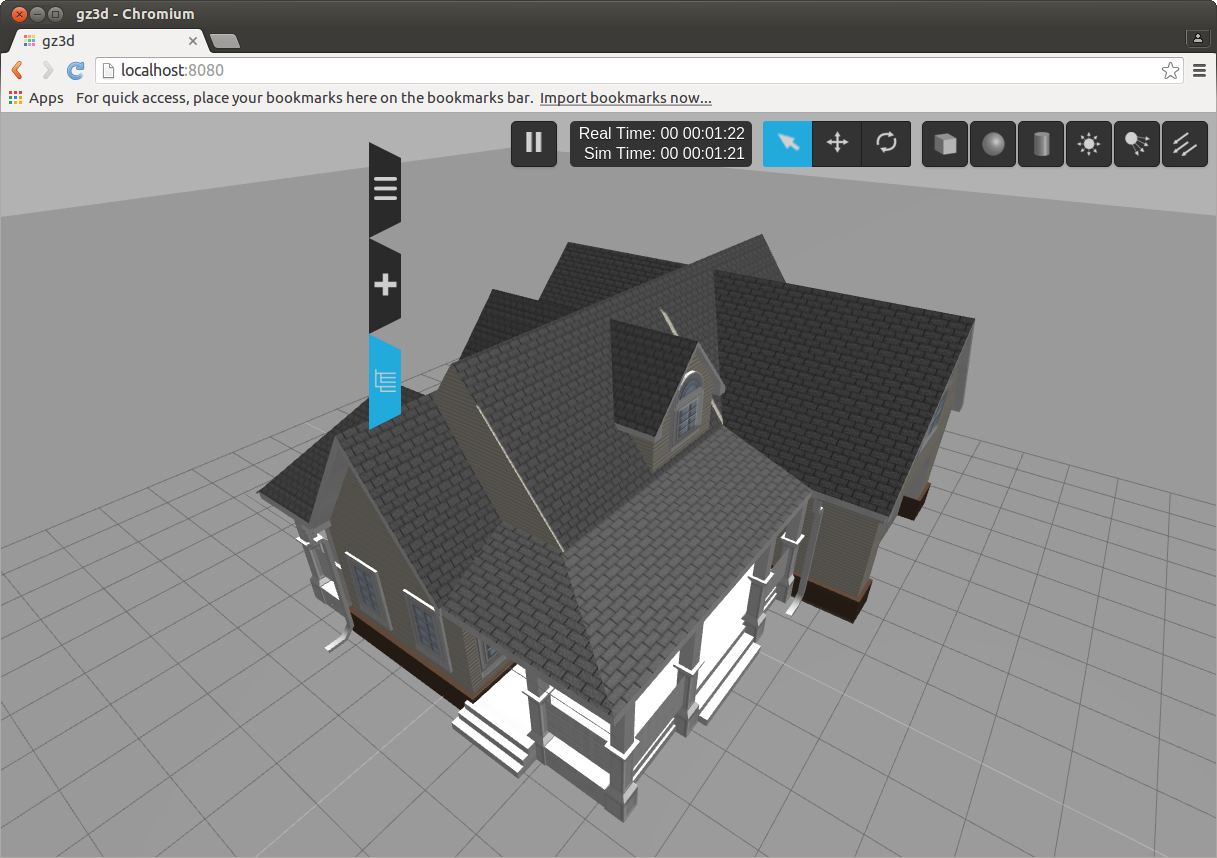 gz3d - Chromium
gz3d
localhost:8080
Apps For quick access, place your bookmarks here on the bookmarks bar. Import bookmarks now...
Real Time: 00 00:01:22
Sim Time: 00 00:01:21